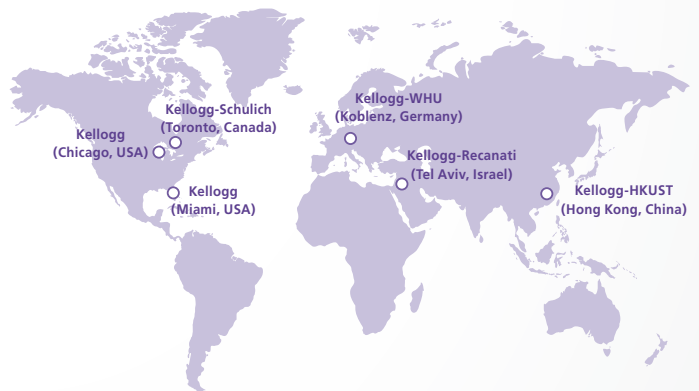 Kellogg-Schulich
(Toronto, Canada)
Kellogg
(Chicago, USA)
Kellogg
(Miami, USA)
Kellogg-WHU
(Koblenz, Germany)
Kellogg-Recanati
(Tel Aviv, Israel)
Kellogg-HKUST
(Hong Kong, China)